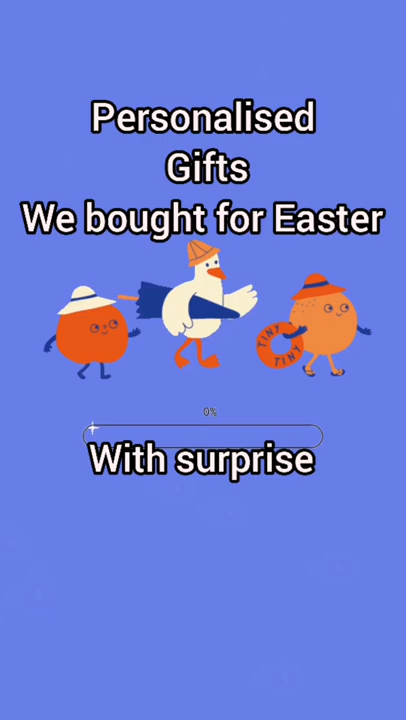 Personalised
Gifts
We bought for Easter
TINY
TINY
0%
With surprise